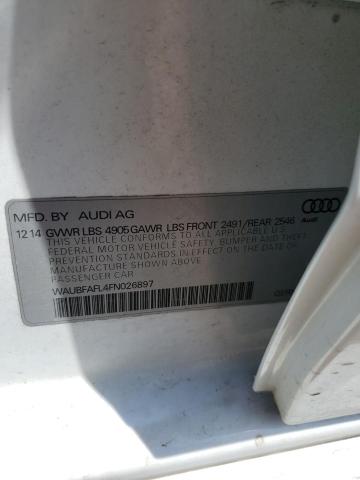 MFD. BY AUDI AG
12 14 GVWR LBS 4905 GAWR LBS FRONT 2491/REAR 2546
Audi
THIS VEHICLE CONFORMS TO ALL APPLICABLE U.S.
FEDERAL MOTOR VEHICLE SAFETY, BUMPER AND THEFT
PREVENTION STANDARDS IN EFFECT ON THE DATE OF
MANUFACTURE SHOWN ABOVE
PASSENGER CAR
WAUBFAFL4FN026897